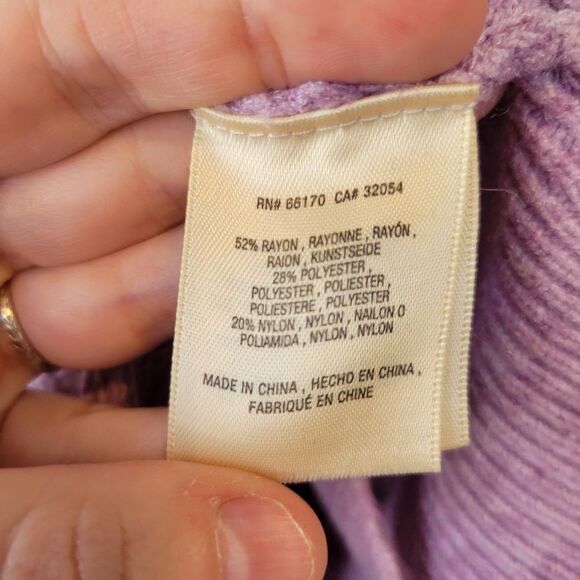 RN# 66170 CA# 32054
52% RAYON , RAYONNE , RAYÓN ,
RAION , KUNSTSEIDE
28% POLYESTER ,
POLYESTER , POLIESTER ,
POLIESTERE , POLYESTER
20% NYLON , NYLON , NAILON O
POLIAMIDA , NYLON , NYLON
MADE IN CHINA , HECHO EN CHINA ,
FABRIQUÉ EN CHINE